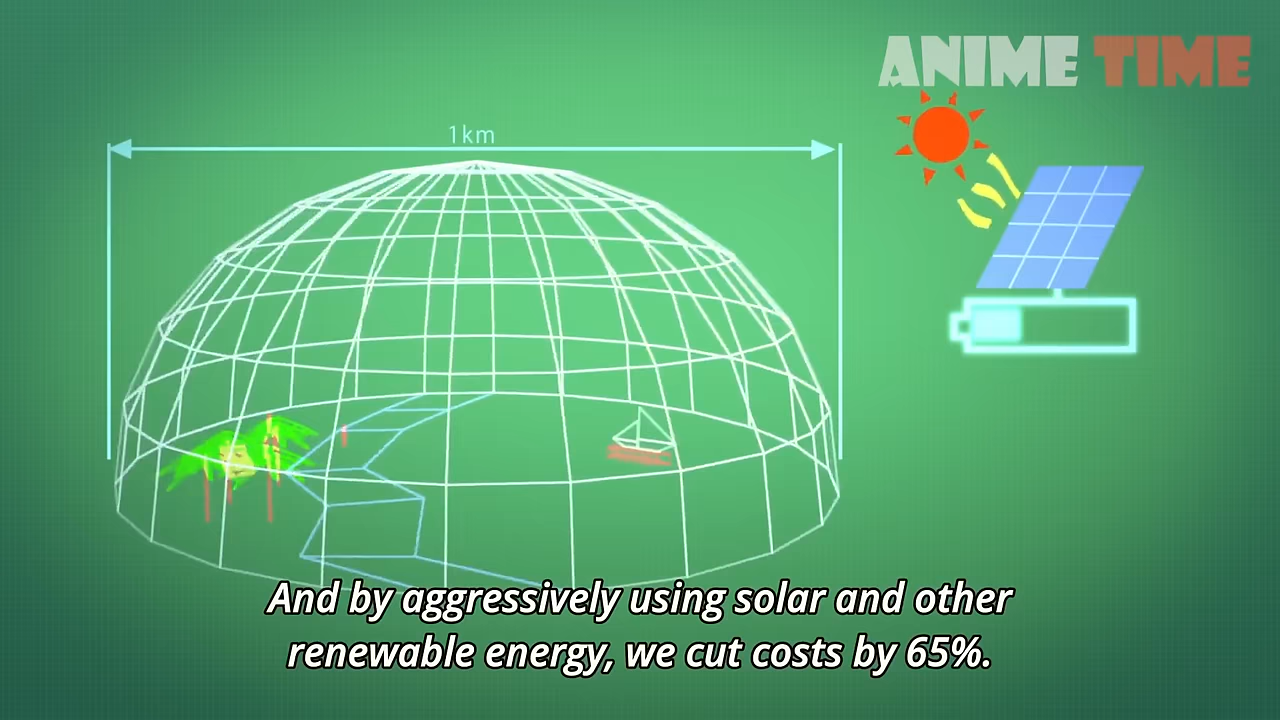 ANIME TIME
1km
And by aggressively using solar and other
renewable energy, we cut costs by 65%.